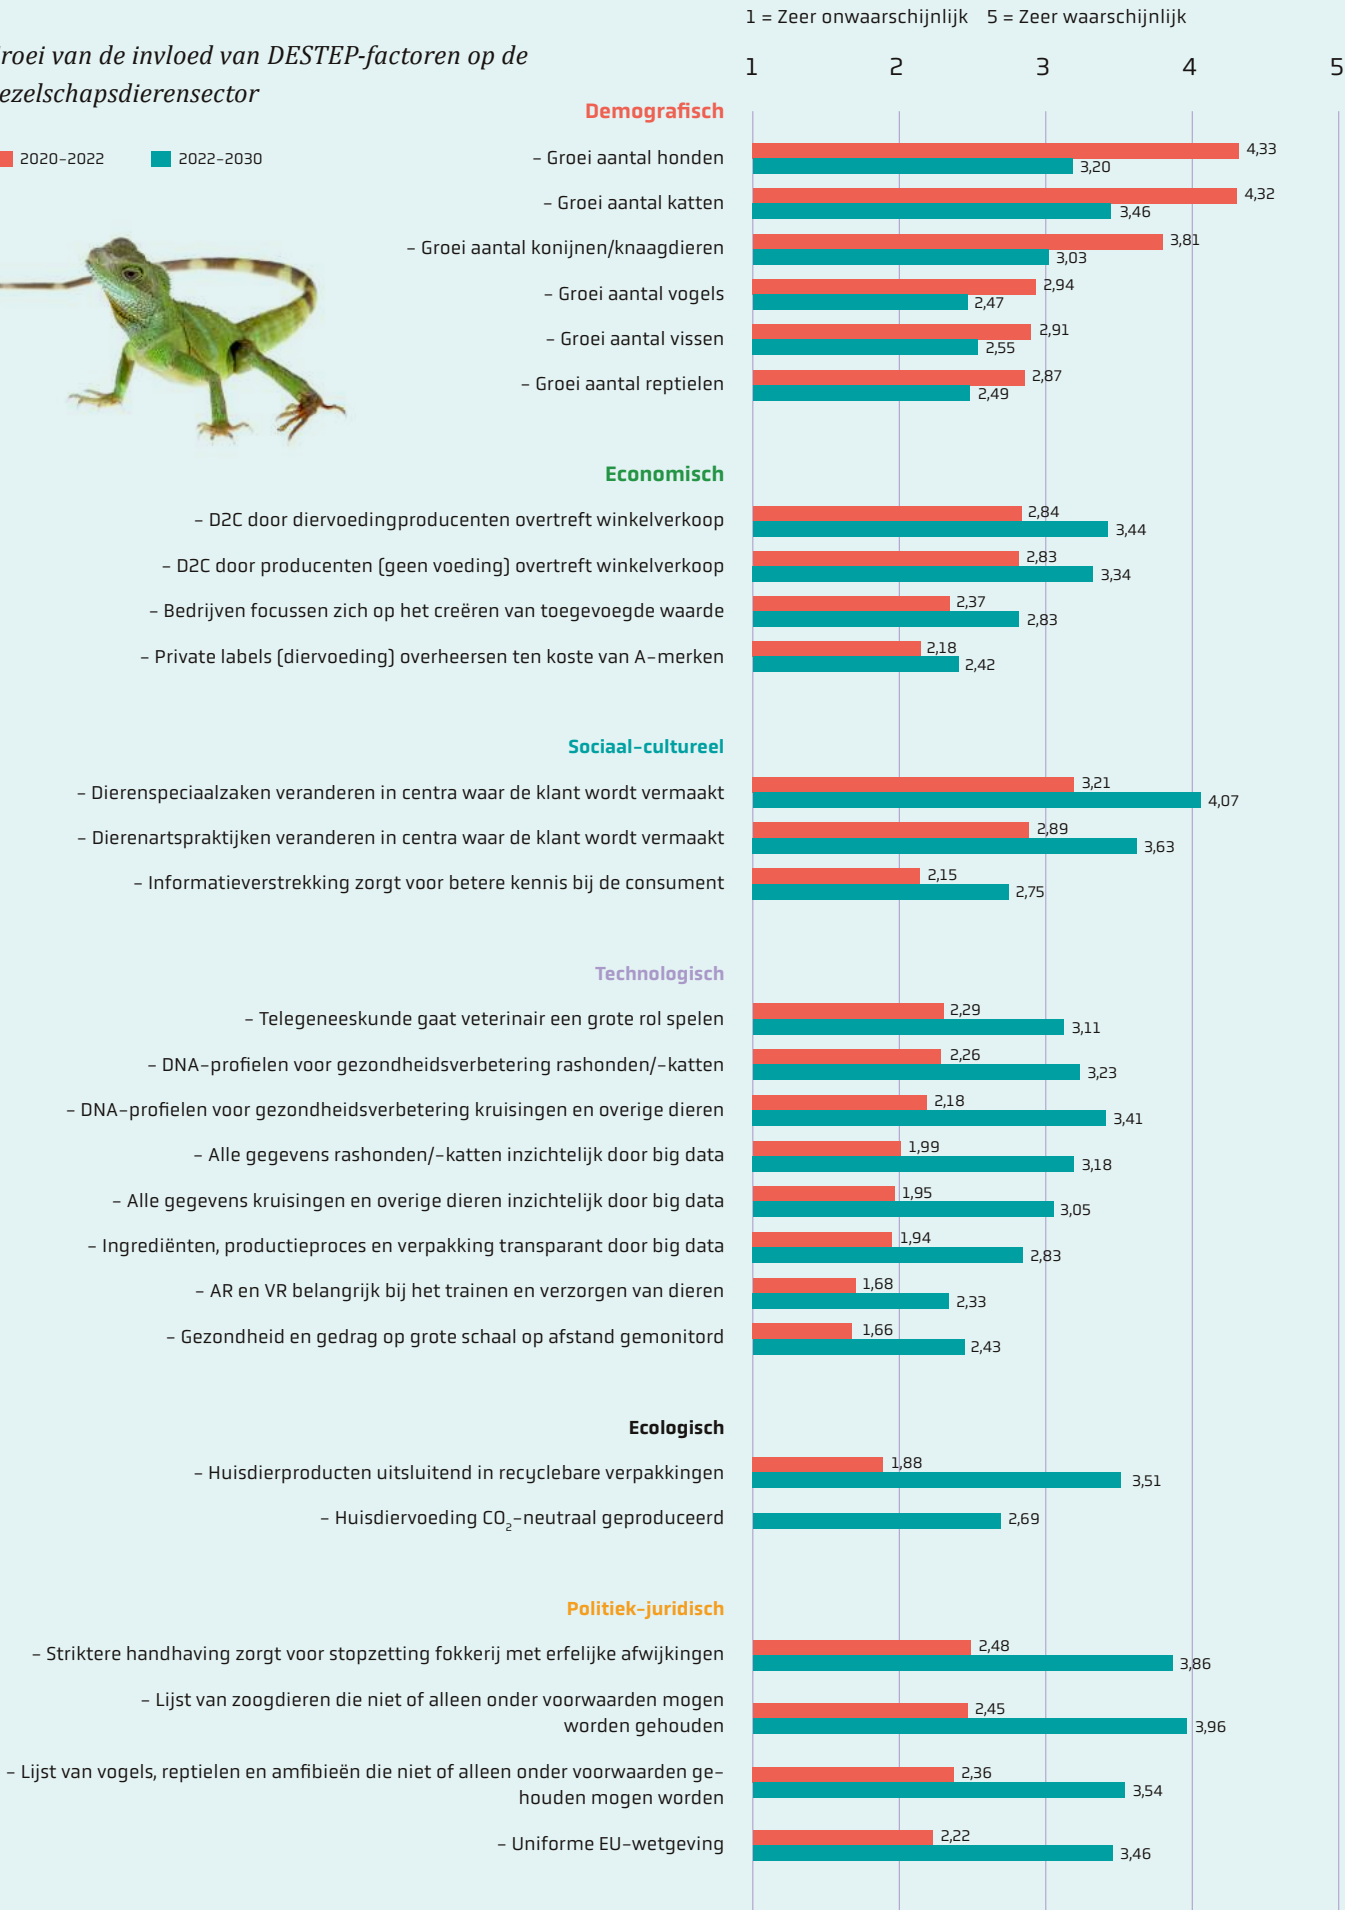 1 = Zeer onwaarschijnlijk 5 = Zeer waarschijnlijk
roei van de invloed van DESTEP-factoren op de
ezelschapsdierensector
1 2 3 4 5
2020-2022 2022-2030
Demografisch
– Groei aantal honden 4,33 3,20
– Groei aantal katten 4,32 3,46
– Groei aantal konijnen/knaagdieren 3,81 3,03
– Groei aantal vogels 2,94 2,47
– Groei aantal vissen 2,91 2,55
– Groei aantal reptielen 2,87 2,49
Economisch
– D2C door diervoedingproducenten overtreft winkelverkoop 2,84 3,44
– D2C door producenten (geen voeding) overtreft winkelverkoop 2,83 3,34
– Bedrijven focussen zich op het creëren van toegevoegde waarde 2,37 2,83
– Private labels (diervoeding) overheersen ten koste van A-merken 2,18 2,42
Sociaal-cultureel
– Dierenspeciaalzaken veranderen in centra waar de klant wordt vermaakt 3,21 4,07
– Dierenartspraktijken veranderen in centra waar de klant wordt vermaakt 2,89 3,63
– Informatieverstrekking zorgt voor betere kennis bij de consument 2,15 2,75
Technologisch
– Telegeneeskunde gaat veterinair een grote rol spelen 2,29 3,11
– DNA-profielen voor gezondheidsverbetering rashonden/-katten 2,26 3,23
– DNA-profielen voor gezondheidsverbetering kruisingen en overige dieren 2,18 3,41
– Alle gegevens rashonden/-katten inzichtelijk door big data 1,99 3,18
– Alle gegevens kruisingen en overige dieren inzichtelijk door big data 1,95 3,05
– Ingrediënten, productieproces en verpakking transparant door big data 1,94 2,83
– AR en VR belangrijk bij het trainen en verzorgen van dieren 1,68 2,33
– Gezondheid en gedrag op grote schaal op afstand gemonitord 1,66 2,43
Ecologisch
– Huisdierproducten uitsluitend in recyclebare verpakkingen 1,88 3,51
– Huisdiervoeding CO₂-neutraal geproduceerd 2,69
Politiek-juridisch
– Striktere handhaving zorgt voor stopzetting fokkerij met erfelijke afwijkingen 2,48 3,86
– Lijst van zoogdieren die niet of alleen onder voorwaarden mogen
worden gehouden 2,45 3,96
– Lijst van vogels, reptielen en amfibieën die niet of alleen onder voorwaarden ge-
houden mogen worden 2,36 3,54
– Uniforme EU-wetgeving 2,22 3,46